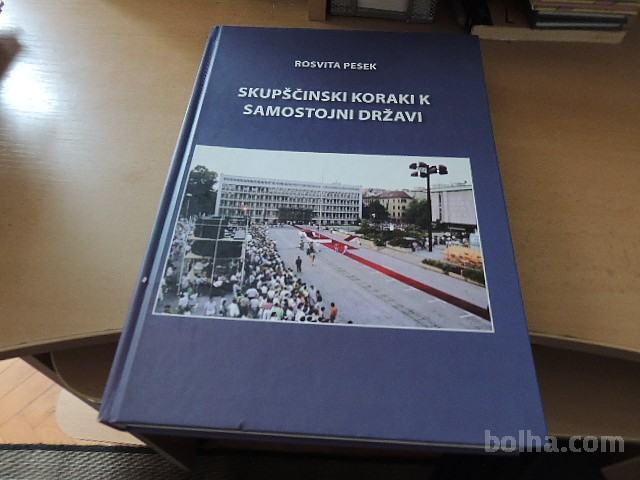 ROSVITA PESEK
SKUPŠČINSKI KORAKI K
SAMOSTOJNI DRŽAVI
bolha.com